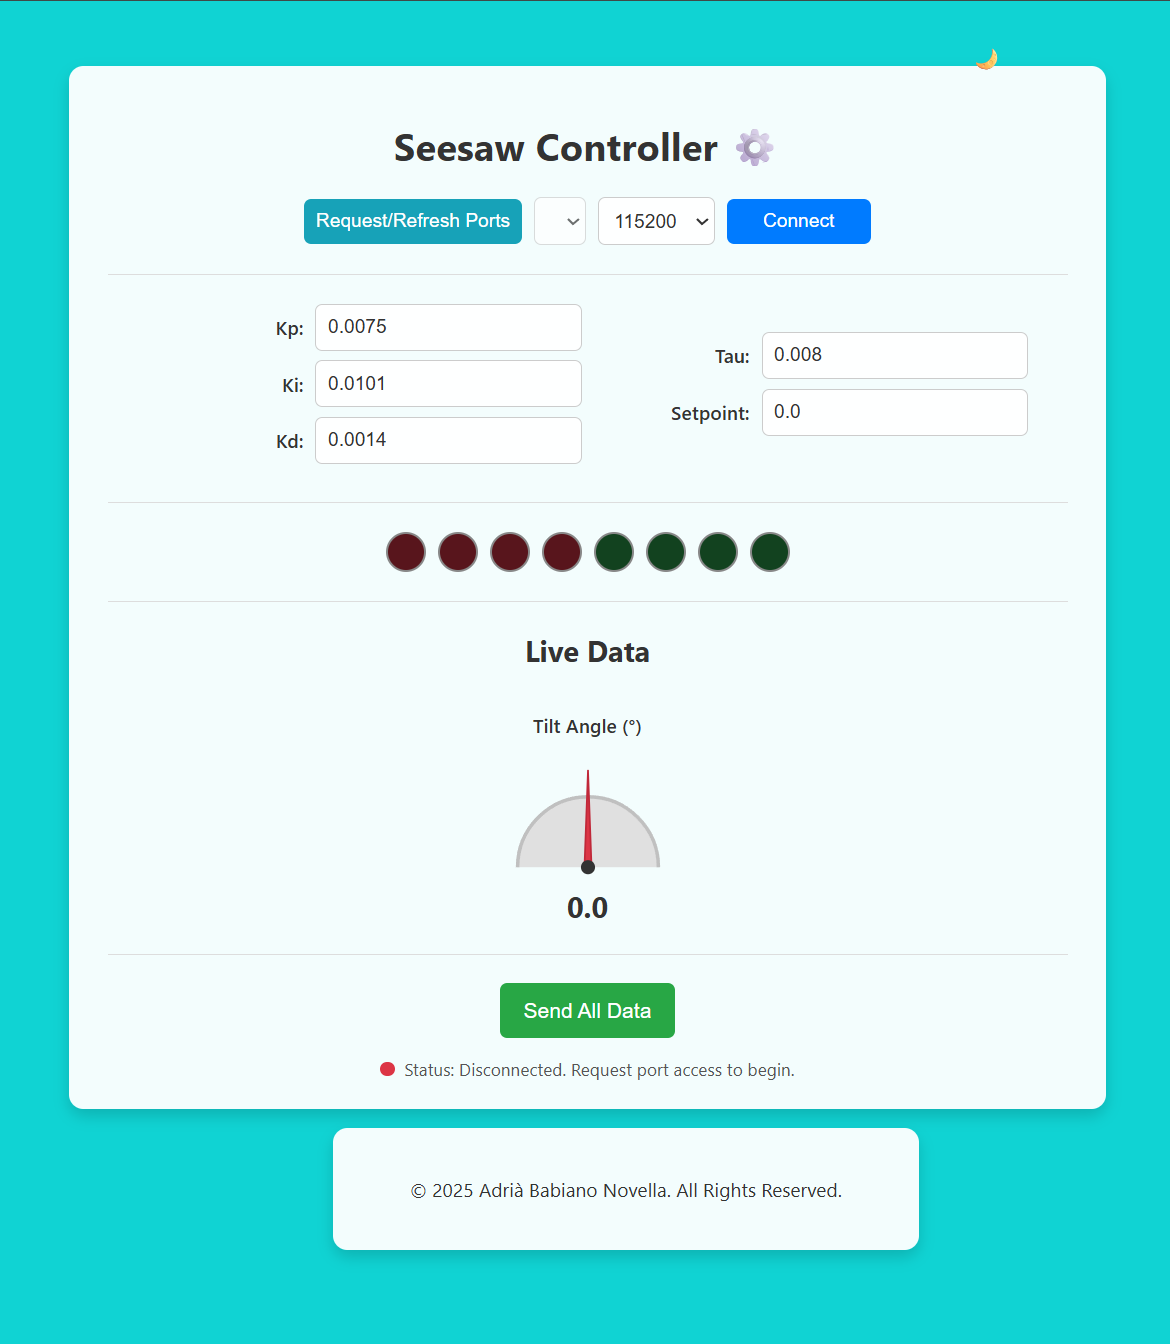 Seesaw Controller
Request/Refresh Ports 115200 Connect
Kp: 0.0075
Ki: 0.0101
Kd: 0.0014
Tau: 0.008
Setpoint: 0.0
Live Data
Tilt Angle (°)
0.0
Send All Data
Status: Disconnected. Request port access to begin.
© 2025 Adrià Babiano Novella. All Rights Reserved.